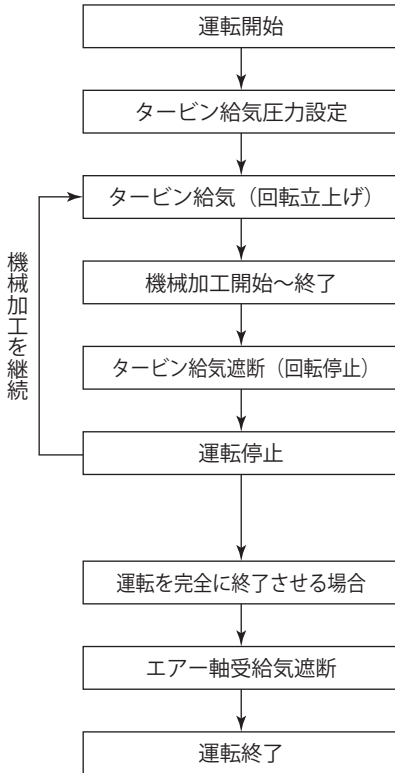 運転開始
タービン給気圧力設定
タービン給気（回転立上げ）
機械加工開始～終了
タービン給気遮断（回転停止）
運転停止
機械加工を継続
運転を完全に終了させる場合
エアー軸受給気遮断
運転終了